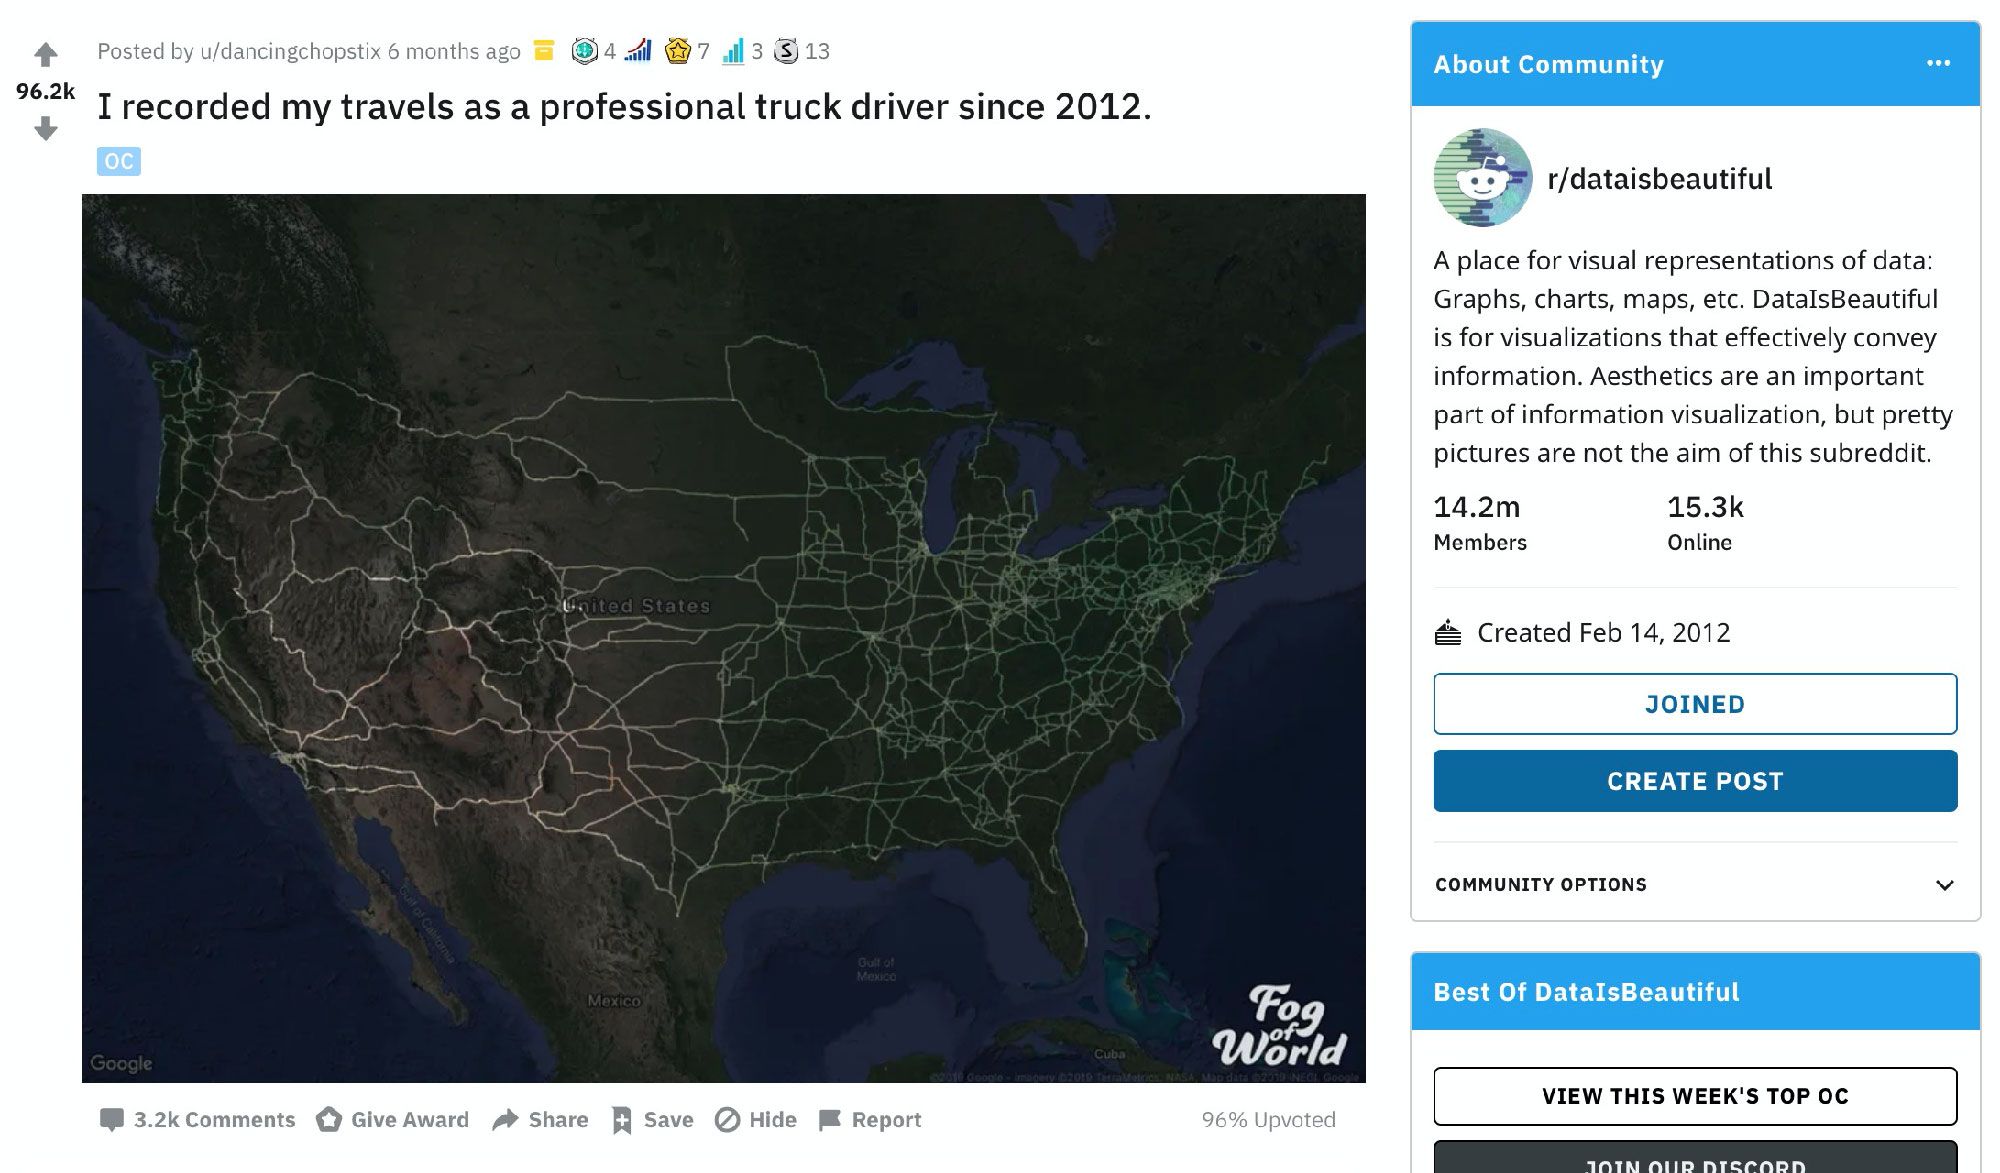 Posted by u/dancingchopstix 6 months ago 4 7 3 13
96.2k
I recorded my travels as a professional truck driver since 2012.
OC
United States
Gulf of California
Gulf of
Mexico
Mexico
Cuba
Fog
of
World
Google
©2019 Google - Imagery ©2019 TerraMetrics, NASA, Map data ©2019 INEGI, Google
3.2k Comments Give Award Share Save Hide Report 96% Upvoted
About Community
r/dataisbeautiful
A place for visual representations of data:
Graphs, charts, maps, etc. DataIsBeautiful
is for visualizations that effectively convey
information. Aesthetics are an important
part of information visualization, but pretty
pictures are not the aim of this subreddit.
14.2m 15.3k
Members Online
Created Feb 14, 2012
JOINED
CREATE POST
COMMUNITY OPTIONS
Best Of DataIsBeautiful
VIEW THIS WEEK'S TOP OC
JOIN OUR DISCORD